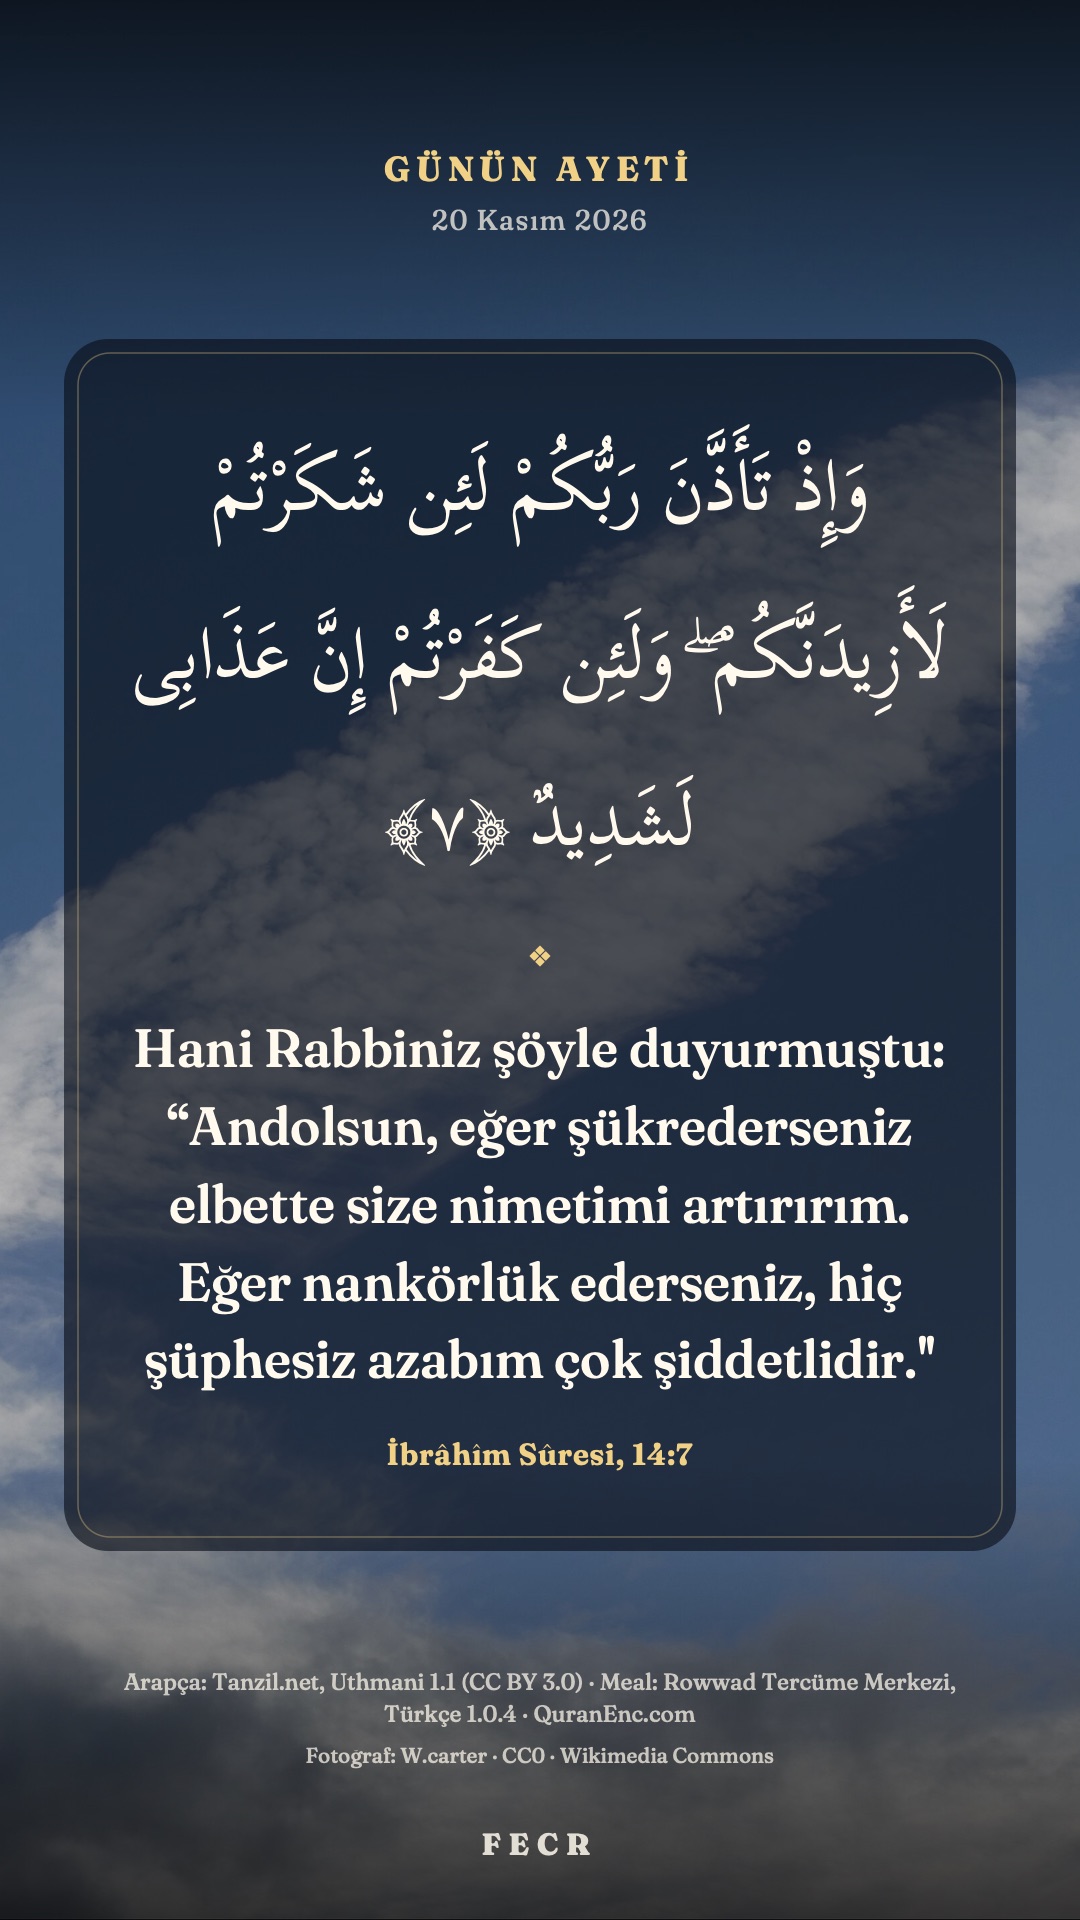 GÜNÜN AYETİ
20 Kasım 2026
وَإِذْ تَأَذَّنَ رَبُّكُمْ لَئِن شَكَرْتُمْ
لَأَزِيدَنَّكُمْ ۖ وَلَئِن كَفَرْتُمْ إِنَّ عَذَابِى
لَشَدِيدٌ ﴿٧﴾
❖
Hani Rabbiniz şöyle duyurmuştu:
“Andolsun, eğer şükrederseniz
elbette size nimetimi artırırım.
Eğer nankörlük ederseniz, hiç
şüphesiz azabım çok şiddetlidir."
İbrâhîm Sûresi, 14:7
Arapça: Tanzil.net, Uthmani 1.1 (CC BY 3.0) · Meal: Rowwad Tercüme Merkezi,
Türkçe 1.0.4 · QuranEnc.com
Fotoğraf: W.carter · CC0 · Wikimedia Commons
FECR